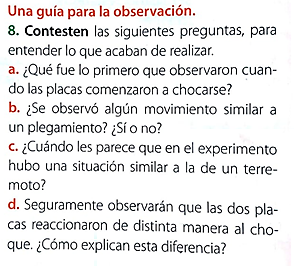 Una guía para la observación.
8. Contesten las siguientes preguntas, para
entender lo que acaban de realizar.
a. ¿Qué fue lo primero que observaron cuan-
do las placas comenzaron a chocarse?
b. ¿Se observó algún movimiento similar a
un plegamiento? ¿Sí o no?
c. ¿Cuándo les parece que en el experimento
hubo una situación similar a la de un terre-
moto?
d. Seguramente observarán que las dos pla-
cas reaccionaron de distinta manera al cho-
que. ¿Cómo explican esta diferencia?